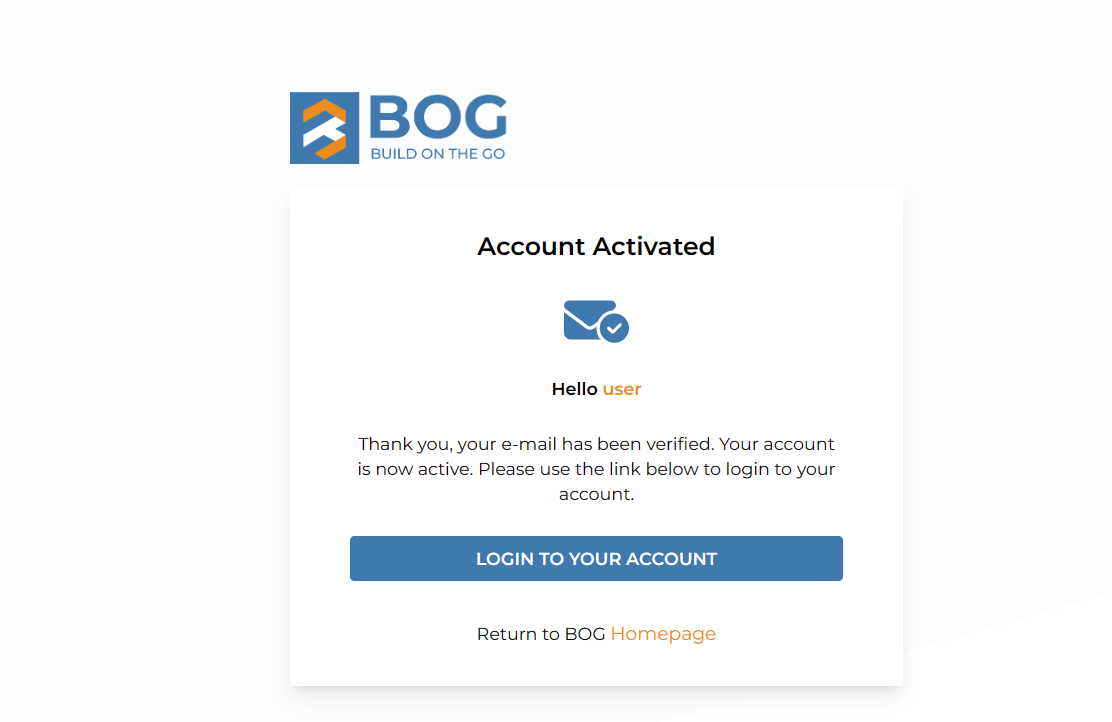 BOG
BUILD ON THE GO
Account Activated
Hello user
Thank you, your e-mail has been verified. Your account
is now active. Please use the link below to login to your
account.
LOGIN TO YOUR ACCOUNT
Return to BOG Homepage